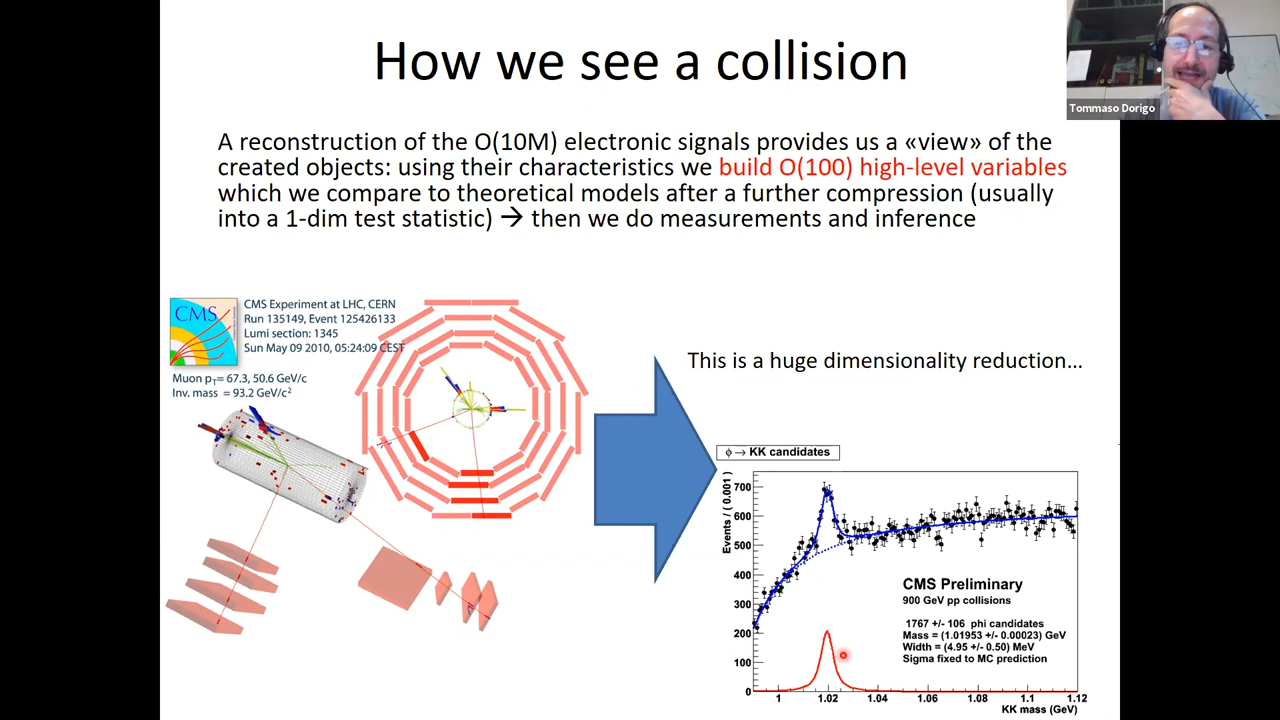 How we see a collision
Tommaso Dorigo
A reconstruction of the O(10M) electronic signals provides us a «view» of the
created objects: using their characteristics we build O(100) high-level variables
which we compare to theoretical models after a further compression (usually
into a 1-dim test statistic) → then we do measurements and inference
CMS
CMS Experiment at LHC, CERN
Run 135149, Event 125426133
Lumi section: 1345
Sun May 09 2010, 05:24:09 CEST
Muon pT= 67.3, 50.6 GeV/c
Inv. mass = 93.2 GeV/c2
This is a huge dimensionality reduction...
ϕ → KK candidates
Events / ( 0.001 )
700
600
500
400
300
200
100
0
CMS Preliminary
900 GeV pp collisions
1767 +/- 106 phi candidates
Mass = (1.01953 +/- 0.00023) GeV
Width = (4.95 +/- 0.50) MeV
Sigma fixed to MC prediction
1 1.02 1.04 1.06 1.08 1.1 1.12
KK mass (GeV)